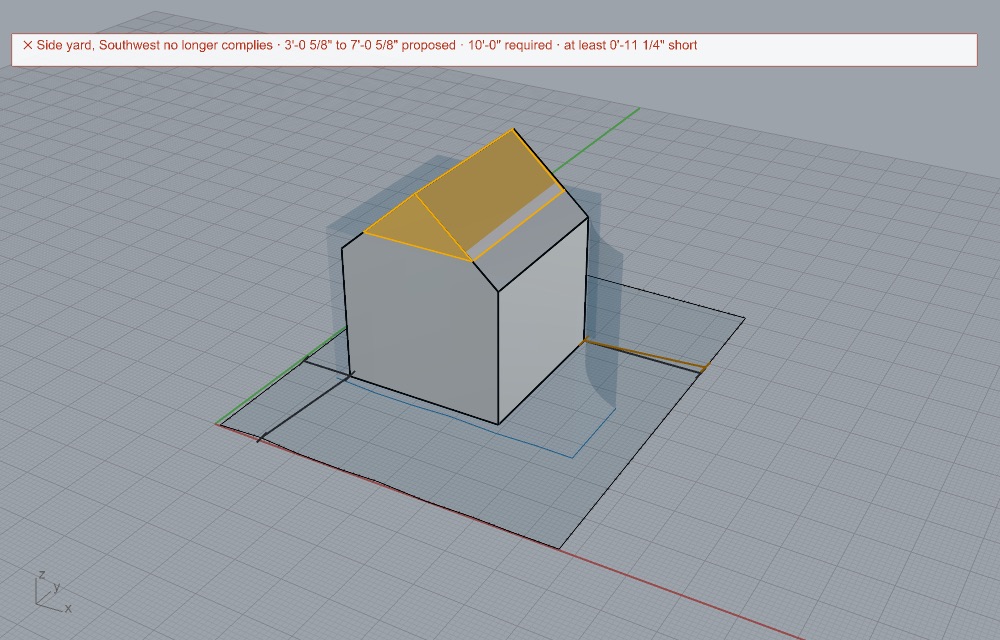 × Side yard, Southwest no longer complies · 3'-0 5/8" to 7'-0 5/8" proposed · 10'-0" required · at least 0'-11 1/4" short
z
y
x